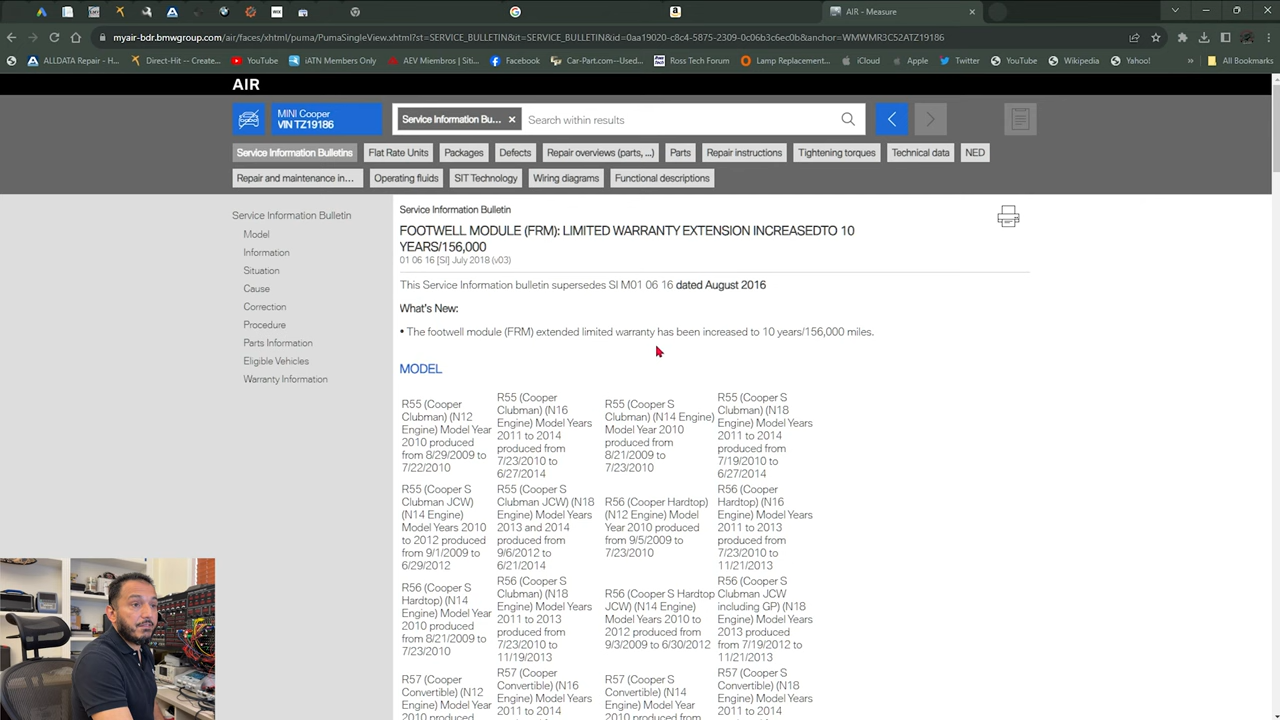 AIR - Measure
myair-bdr.bmwgroup.com/air/faces/xhtml/puma/PumaSingleView.xhtml?st=SERVICE_BULLETIN&it=SERVICE_BULLETIN&id=0aa19020-c8c4-5875-2309-0c06b3c6ec0b&anchor=WMWMR3C52ATZ19186
ALLDATA Repair - H...
Direct-Hit -- Create...
YouTube
iATN Members Only
AEV Miembros | Siti...
Facebook
Car-Part.com--Used...
Ross Tech Forum
Lamp Replacement...
iCloud
Apple
Twitter
YouTube
Wikipedia
Yahoo!
»
All Bookmarks
AIR
MINI Cooper
VIN TZ19186
Service Information Bu... ×
Search within results
Service Information Bulletins
Flat Rate Units
Packages
Defects
Repair overviews (parts, ...)
Parts
Repair instructions
Tightening torques
Technical data
NED
Repair and maintenance in...
Operating fluids
SIT Technology
Wiring diagrams
Functional descriptions
Service Information Bulletin
Model
Information
Situation
Cause
Correction
Procedure
Parts Information
Eligible Vehicles
Warranty Information
Service Information Bulletin
FOOTWELL MODULE (FRM): LIMITED WARRANTY EXTENSION INCREASEDTO 10
YEARS/156,000
01 06 16 [SI] July 2018 (v03)
This Service Information bulletin supersedes SI M01 06 16 dated August 2016
What's New:
• The footwell module (FRM) extended limited warranty has been increased to 10 years/156,000 miles.
MODEL
R55 (Cooper
Clubman) (N12
Engine) Model Year
2010 produced
from 8/29/2009 to
7/22/2010
R55 (Cooper
Clubman) (N16
Engine) Model Years
2011 to 2014
produced from
7/23/2010 to
6/27/2014
R55 (Cooper S
Clubman) (N14 Engine)
Model Year 2010
produced from
8/21/2009 to
7/23/2010
R55 (Cooper S
Clubman) (N18
Engine) Model Years
2011 to 2014
produced from
7/19/2010 to
6/27/2014
R55 (Cooper S
Clubman JCW)
(N14 Engine)
Model Years 2010
to 2012 produced
from 9/1/2009 to
6/29/2012
R55 (Cooper S
Clubman JCW) (N18
Engine) Model Years
2013 and 2014
produced from
9/6/2012 to
6/21/2014
R56 (Cooper Hardtop)
(N12 Engine) Model
Year 2010 produced
from 9/5/2009 to
7/23/2010
R56 (Cooper
Hardtop) (N16
Engine) Model Years
2011 to 2013
produced from
7/23/2010 to
11/21/2013
R56 (Cooper S
Hardtop) (N14
Engine) Model Year
2010 produced
from 8/21/2009 to
7/23/2010
R56 (Cooper S
Clubman) (N18
Engine) Model Years
2011 to 2013
produced from
7/23/2010 to
11/19/2013
R56 (Cooper S Hardtop
JCW) (N14 Engine)
Model Years 2010 to
2012 produced from
9/3/2009 to 6/30/2012
R56 (Cooper S
Clubman JCW
including GP) (N18
Engine) Model Years
2013 produced
from 7/19/2012 to
11/21/2013
R57 (Cooper
Convertible) (N12
Engine) Model Year
2010 produced
R57 (Cooper
Convertible) (N16
Engine) Model Years
2011 to 2014
R57 (Cooper S
Convertible) (N14
Engine) Model Year
2010 produced
R57 (Cooper S
Convertible) (N18
Engine) Model Years
2011 to 2014